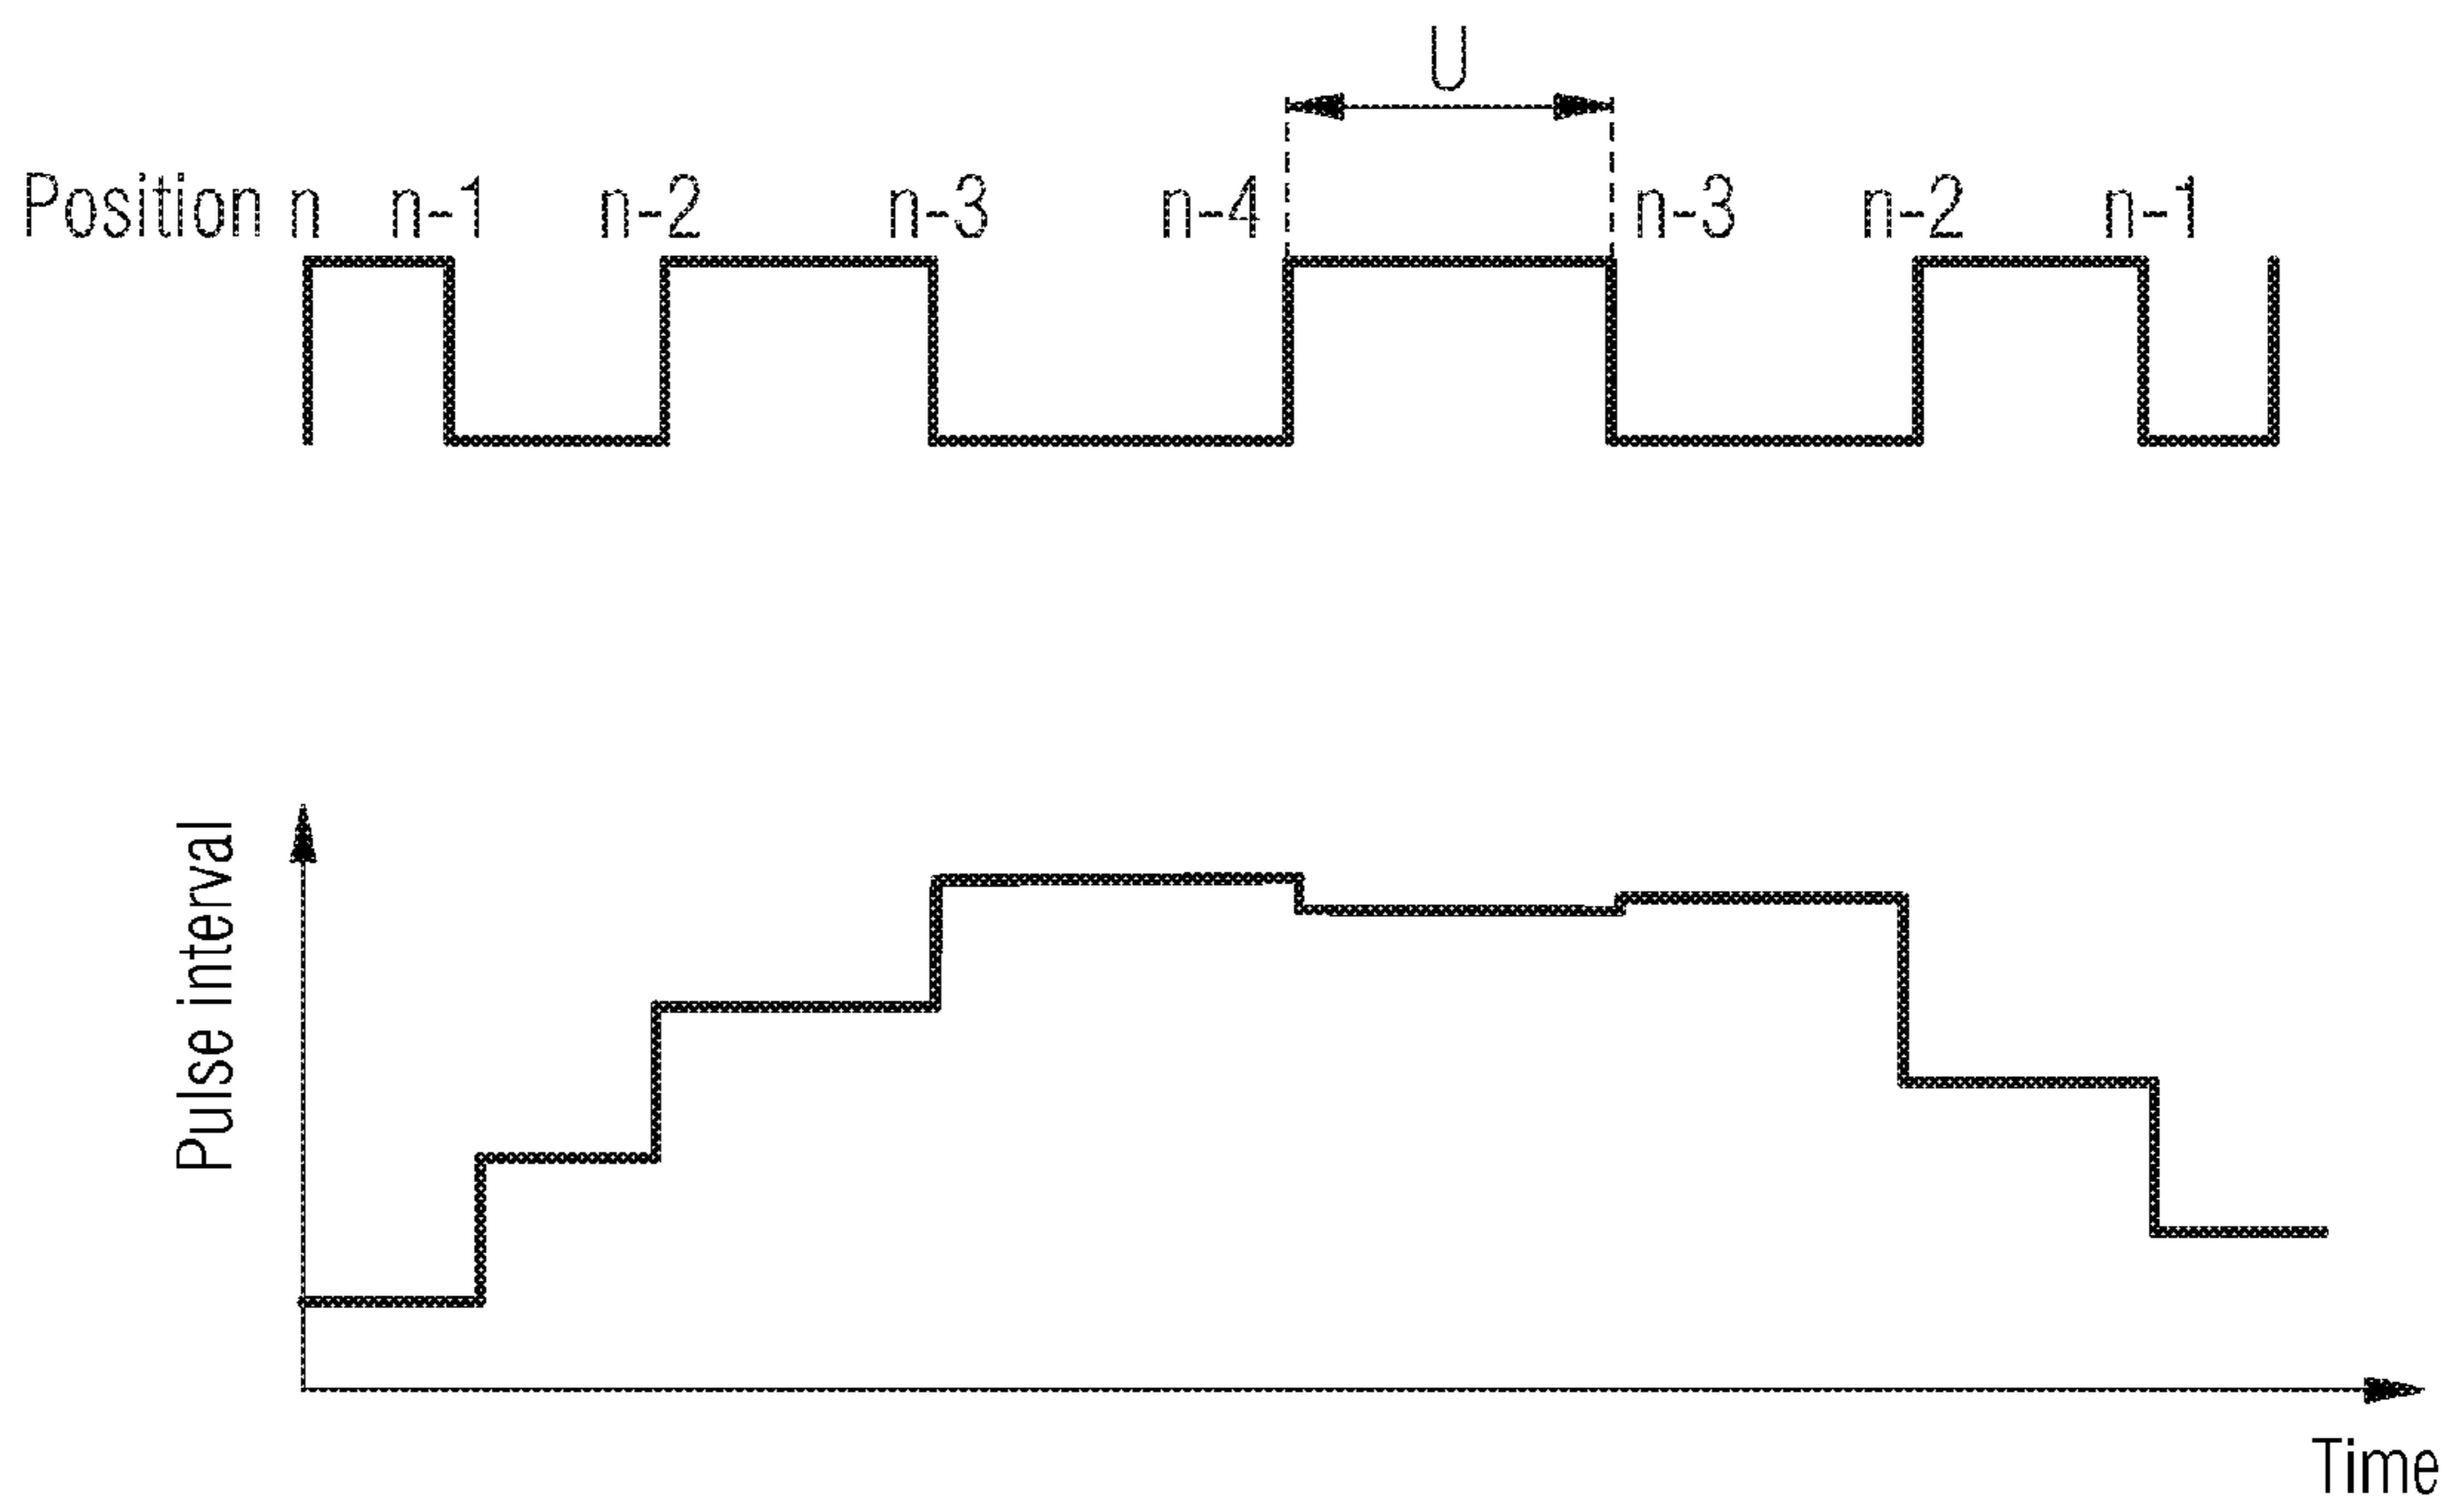 U
Position n n-1 n-2 n-3 n-4 n-3 n-2 n-1
Pulse interval
Time